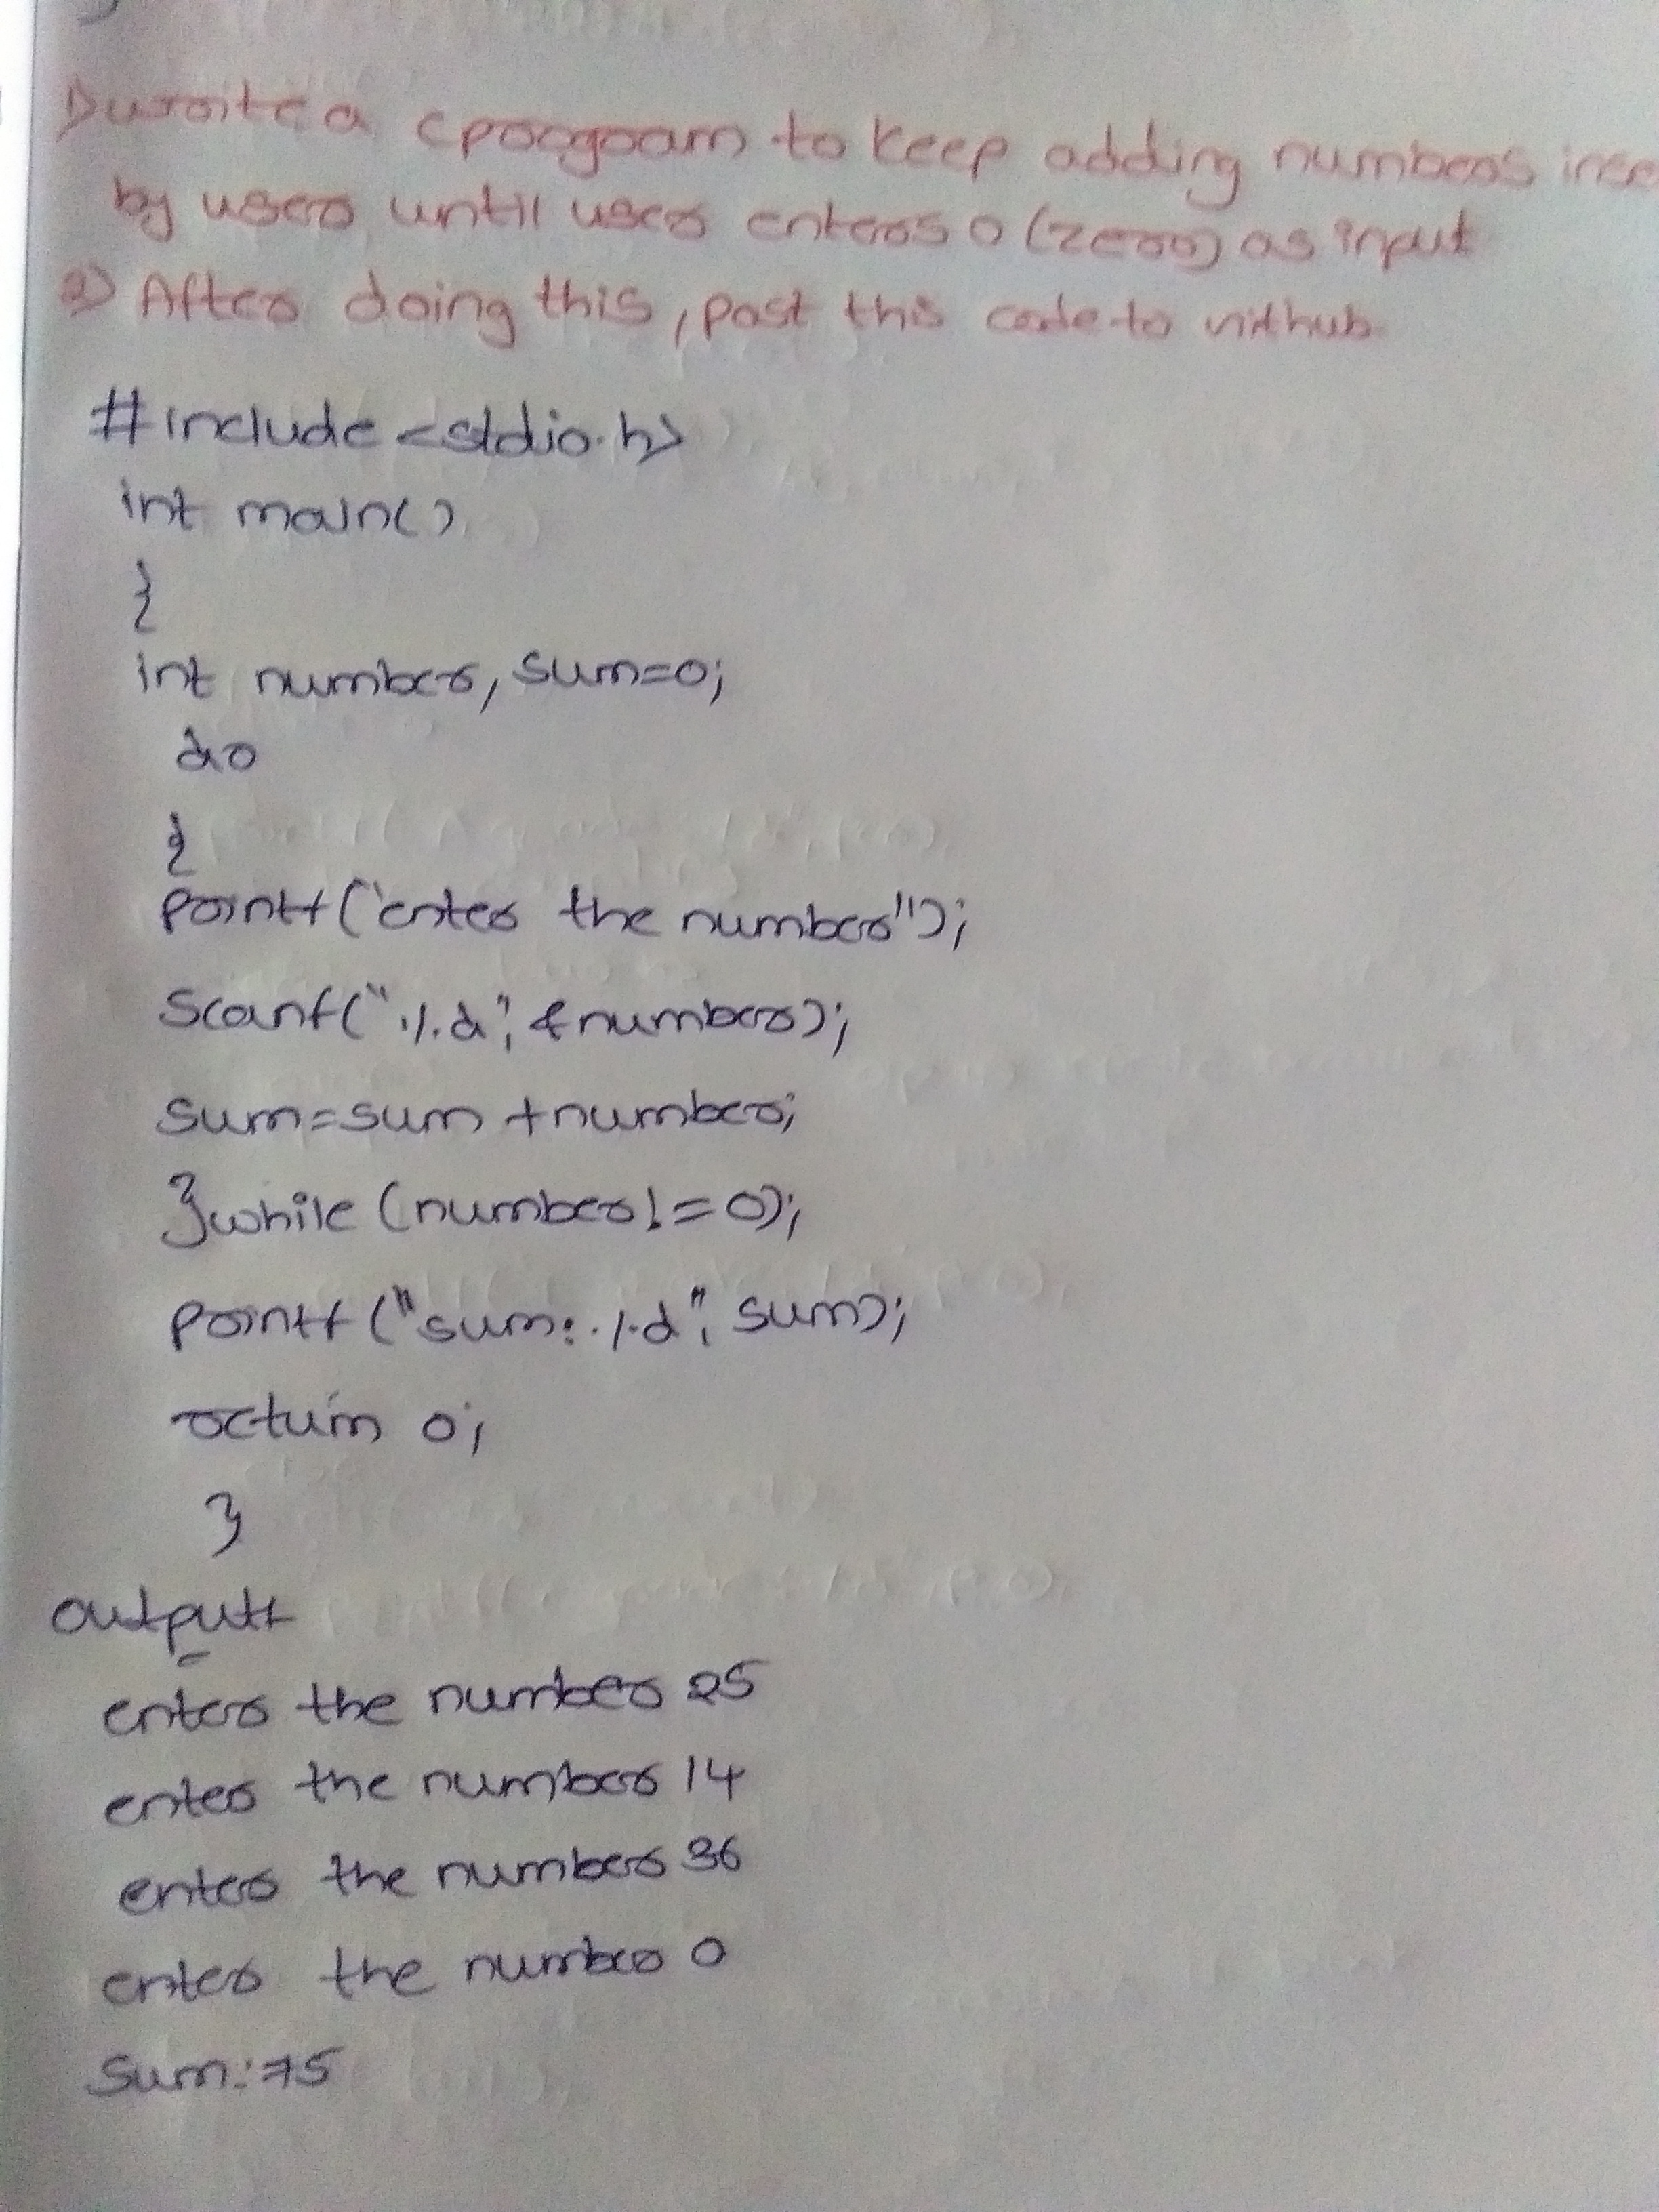 1) write a c program to keep adding numbers
by user until user enters 0 (zero) as input
2) After doing this, post this code to vithub.
#include <stdio.h>
int main()
{
int number, sum=0;
do
{
printf("enter the number");
scanf("%d", &number);
sum=sum +number;
}while (number!=0);
printf ("sum: %d", sum);
return 0;
}
output
enter the number 25
enter the number 14
enter the number 36
enter the number 0
Sum:75